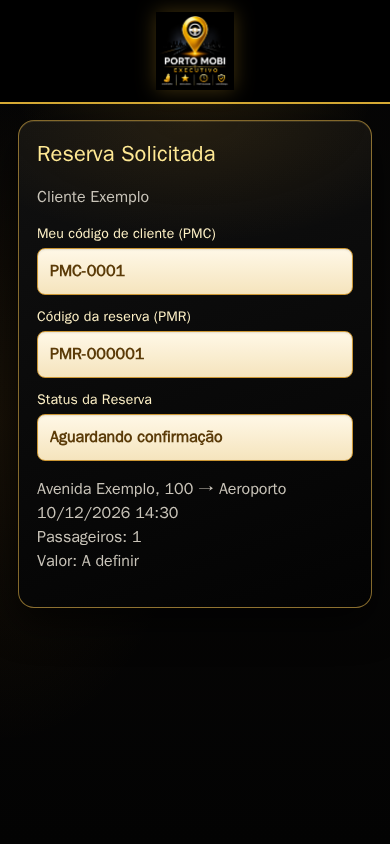 PORTO MOBI
EXECUTIVO
Reserva Solicitada
Cliente Exemplo
Meu código de cliente (PMC)
PMC-0001
Código da reserva (PMR)
PMR-000001
Status da Reserva
Aguardando confirmação
Avenida Exemplo, 100 → Aeroporto
10/12/2026 14:30
Passageiros: 1
Valor: A definir